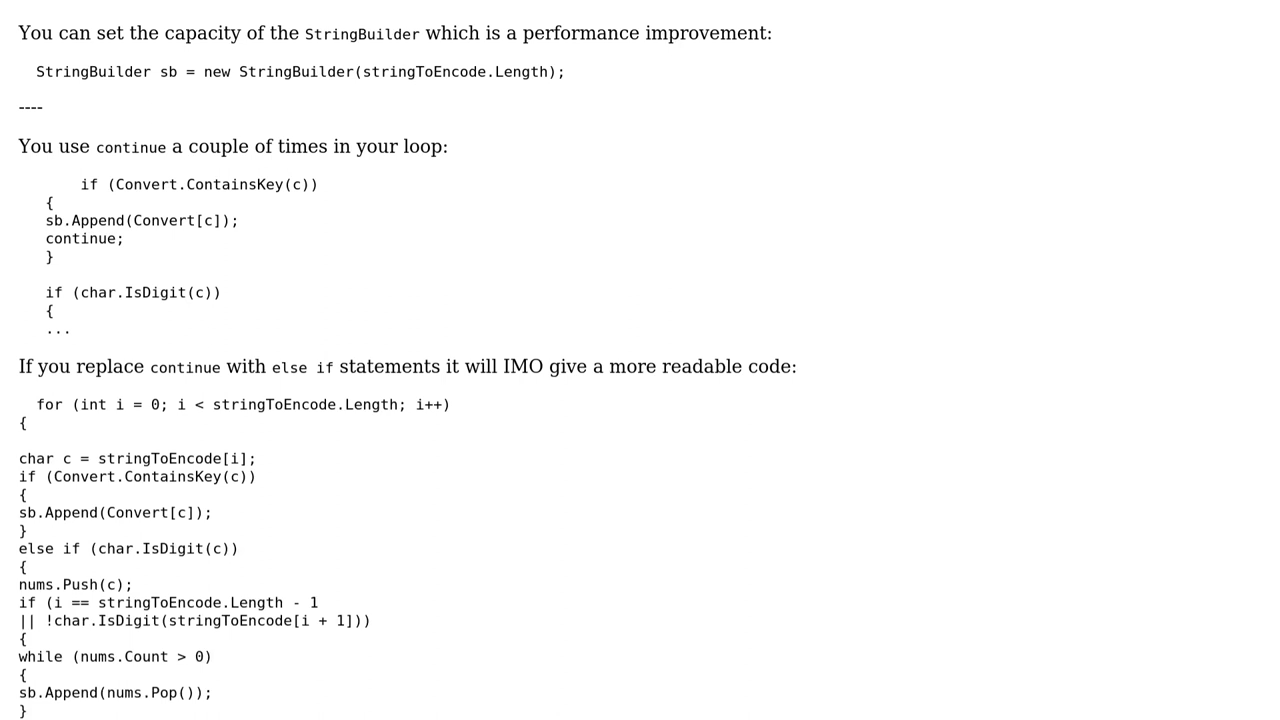 You can set the capacity of the StringBuilder which is a performance improvement:
StringBuilder sb = new StringBuilder(stringToEncode.Length);
----
You use continue a couple of times in your loop:
if (Convert.ContainsKey(c))
{
sb.Append(Convert[c]);
continue;
}
if (char.IsDigit(c))
{
...
If you replace continue with else if statements it will IMO give a more readable code:
for (int i = 0; i < stringToEncode.Length; i++)
{
char c = stringToEncode[i];
if (Convert.ContainsKey(c))
{
sb.Append(Convert[c]);
}
else if (char.IsDigit(c))
{
nums.Push(c);
if (i == stringToEncode.Length - 1
|| !char.IsDigit(stringToEncode[i + 1]))
{
while (nums.Count > 0)
{
sb.Append(nums.Pop());
}